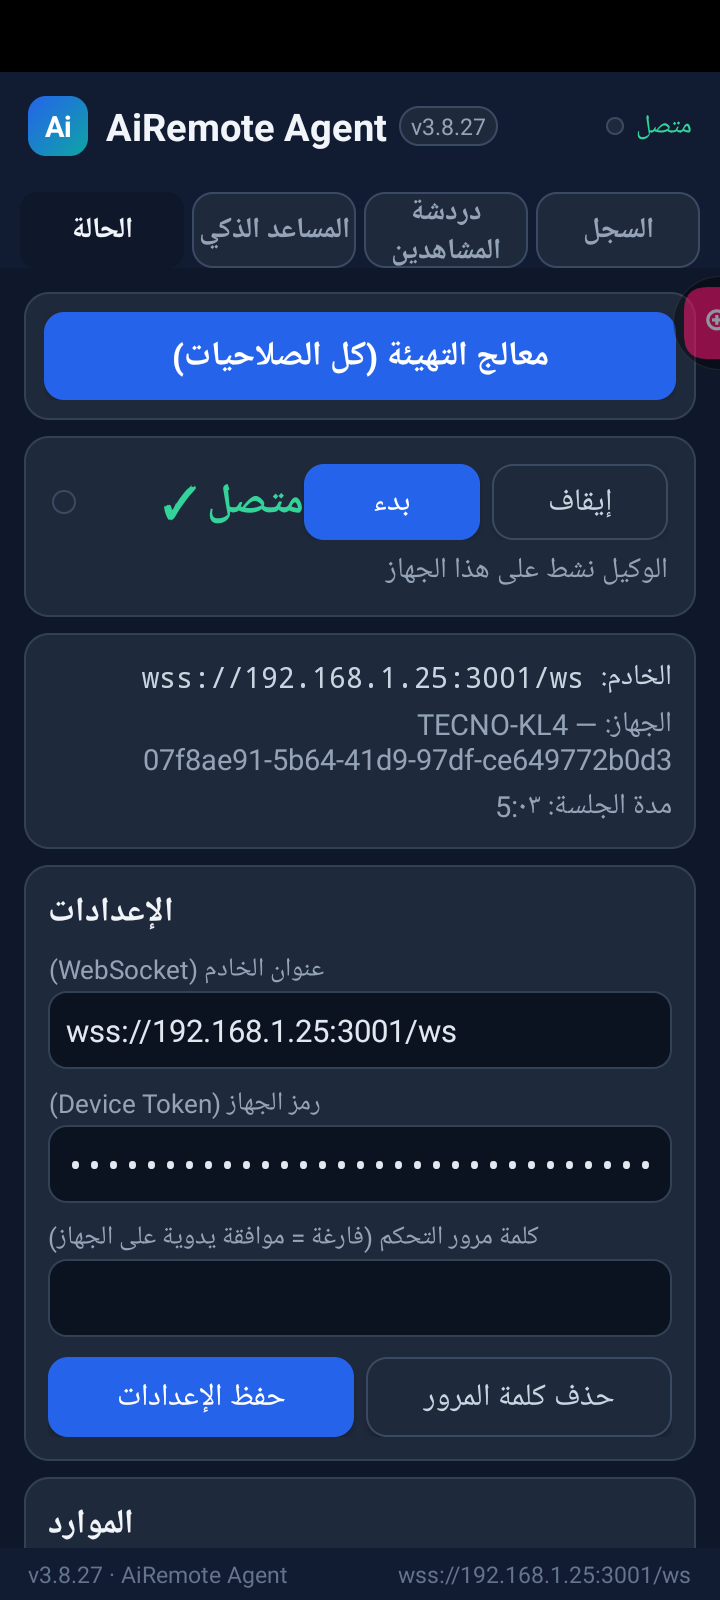 Ai
AiRemote Agent
v3.8.27
متصل
الحالة
المساعد الذكي
دردشة
المشاهدين
السجل
معالج التهيئة (كل الصلاحيات)
متصل ✓
بدء
إيقاف
الوكيل نشط على هذا الجهاز
الخادم: wss://192.168.1.25:3001/ws
الجهاز: TECNO-KL4 —
07f8ae91-5b64-41d9-97df-ce649772b0d3
مدة الجلسة: 5:٠٣
الإعدادات
عنوان الخادم (WebSocket)
wss://192.168.1.25:3001/ws
رمز الجهاز (Device Token)
كلمة مرور التحكم (فارغة = موافقة يدوية على الجهاز)
حفظ الإعدادات
حذف كلمة المرور
الموارد
v3.8.27 · AiRemote Agent
wss://192.168.1.25:3001/ws